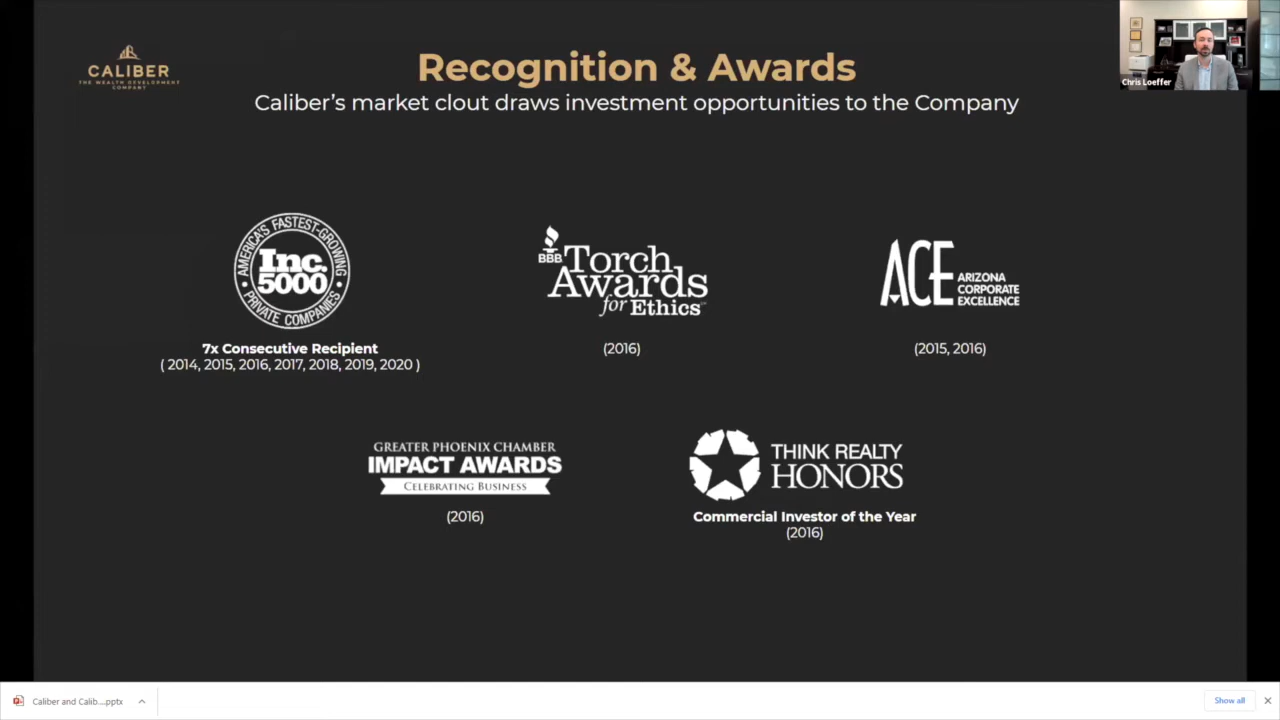 CALIBER
THE WEALTH DEVELOPMENT
COMPANY
Recognition & Awards
Caliber’s market clout draws investment opportunities to the Company
Chris Loeffer
AMERICA'S FASTEST-GROWING
Inc.
5000
PRIVATE COMPANIES
7x Consecutive Recipient
( 2014, 2015, 2016, 2017, 2018, 2019, 2020 )
BBB
Torch
Awards
for Ethics
(2016)
ACE
ARIZONA
CORPORATE
EXCELLENCE
(2015, 2016)
GREATER PHOENIX CHAMBER
IMPACT AWARDS
CELEBRATING BUSINESS
(2016)
THINK REALTY
HONORS
Commercial Investor of the Year
(2016)
Caliber and Calib....pptx
Show all